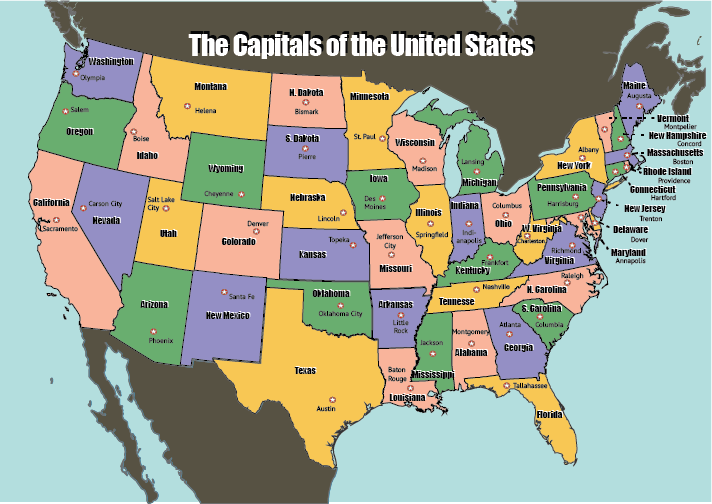 The Capitals of the United States
Washington
Olympia
Salem
Oregon
Montana
Helena
Boise
Idaho
N. Dakota
Bismark
Minnesota
St. Paul
Wisconsin
Madison
Lansing
Michigan
Maine
Augusta
Vermont
Montpelier
New Hampshire
Concord
Massachusetts
Boston
Rhode Island
Providence
Connecticut
Hartford
New Jersey
Trenton
Delaware
Dover
Maryland
Annapolis
Albany
New York
Pennsylvania
Harrisburg
S. Dakota
Pierre
Wyoming
Cheyenne
Nebraska
Lincoln
Iowa
Des
Moines
Illinois
Springfield
Indiana
Indi-
anapolis
Columbus
Ohio
W. Virginia
Charleston
Richmond
Virginia
California
Sacramento
Carson City
Nevada
Salt Lake
City
Utah
Denver
Colorado
Topeka
Kansas
Jefferson
City
Missouri
Frankfort
Kentucky
Nashville
Tennesse
Raleigh
N. Carolina
S. Carolina
Columbia
Arizona
Phoenix
Santa Fe
New Mexico
Oklahoma
Oklahoma City
Arkansas
Little
Rock
Jackson
Mississippi
Montgomery
Alabama
Atlanta
Georgia
Texas
Austin
Baton
Rouge
Louisiana
Tallahassee
Florida